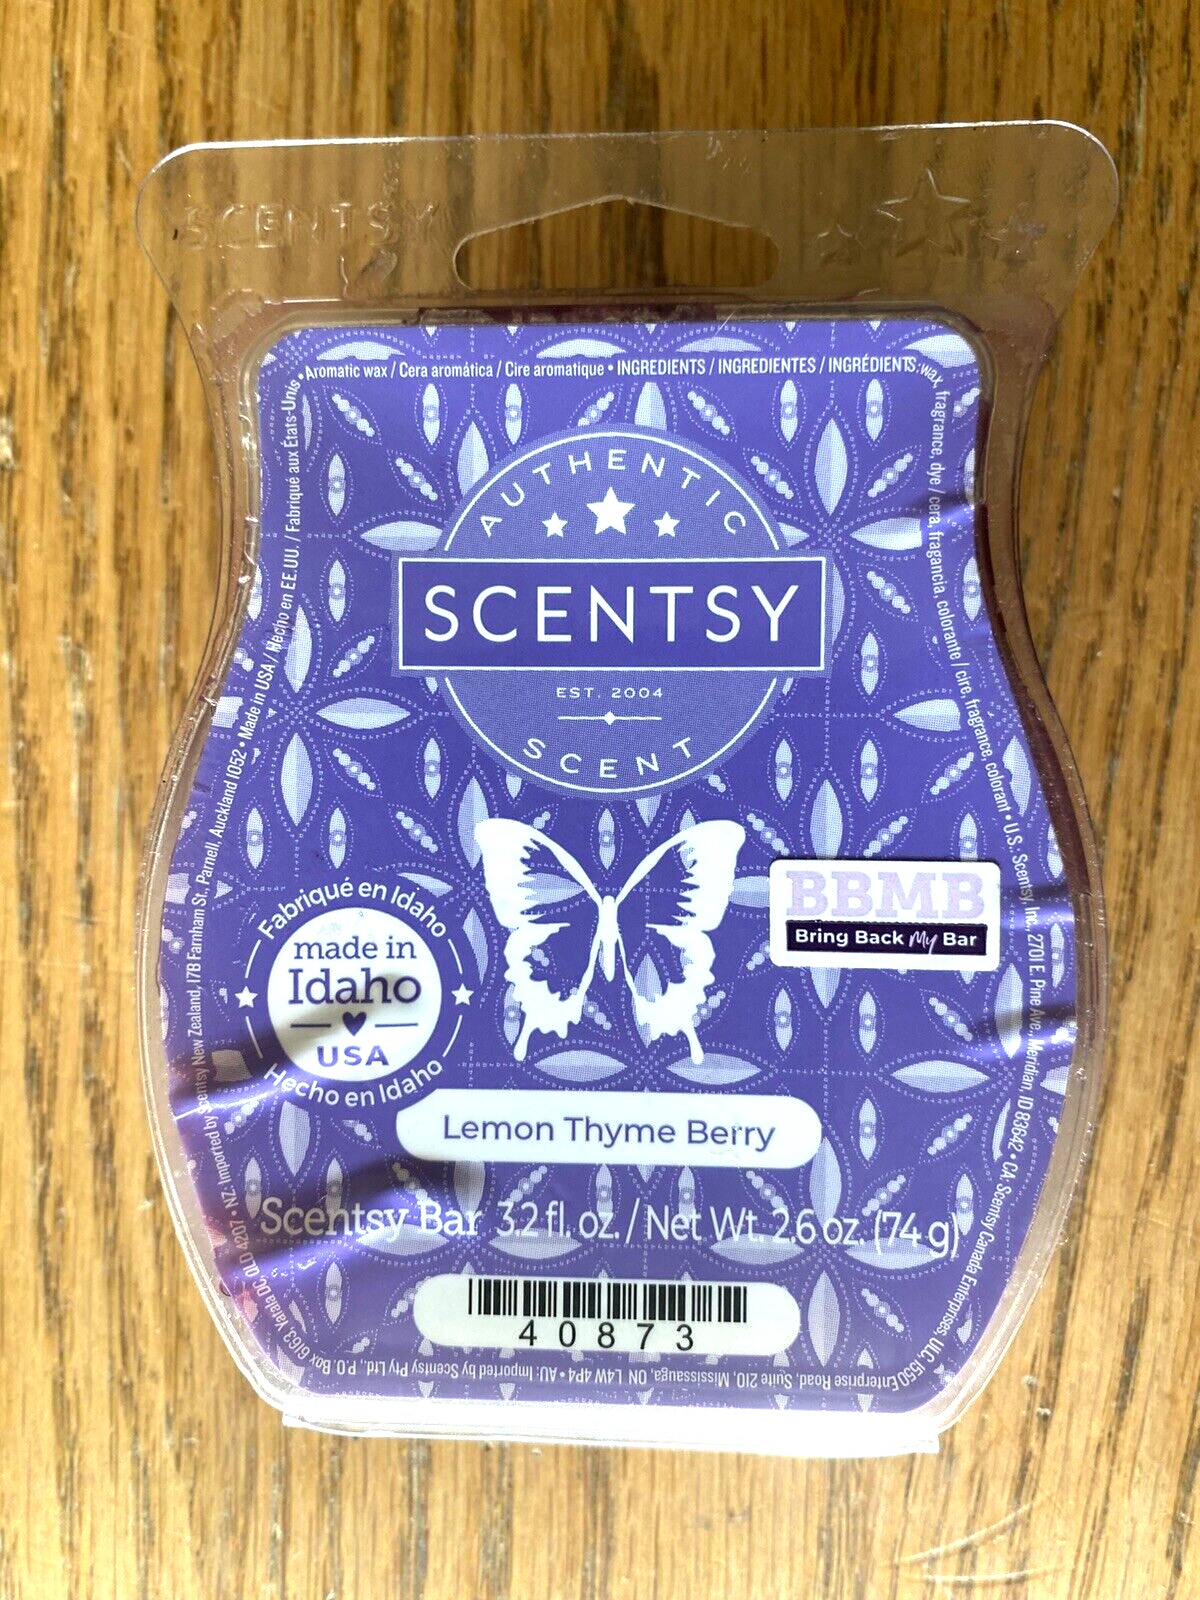 SCENTSY
Aromatic wax / Cera aromática / Cire aromatique • INGREDIENTS / INGREDIENTES / INGRÉDIENTS: wax, fragrance, dye / cera, fragancia, colorante / cire, fragrance, colorant • U.S. Scentsy, Inc., 2701 E. Pine Ave., Meridian, ID 83642 • CA. Scentsy Canada Enterprises, ULC, 1550 Enterprise Road, Suite 210, Mississauga, ON L4W 4P4 • AU. Imported by Scentsy Pty Ltd., P.O. Box 6163, Yatala DC, QLD 4207 • NZ. Imported by Scentsy New Zealand, 17B Farnham St., Parnell, Auckland 1052 • Made in USA / Hecho en EE.UU. / Fabriqué aux États-Unis •
AUTHENTIC
SCENTSY
EST. 2004
SCENT
BBMB
Bring Back My Bar
Fabriqué en Idaho
made in
Idaho
USA
Hecho en Idaho
Lemon Thyme Berry
Scentsy Bar 3.2 fl. oz. / Net Wt. 2.6 oz. (74 g)
40873